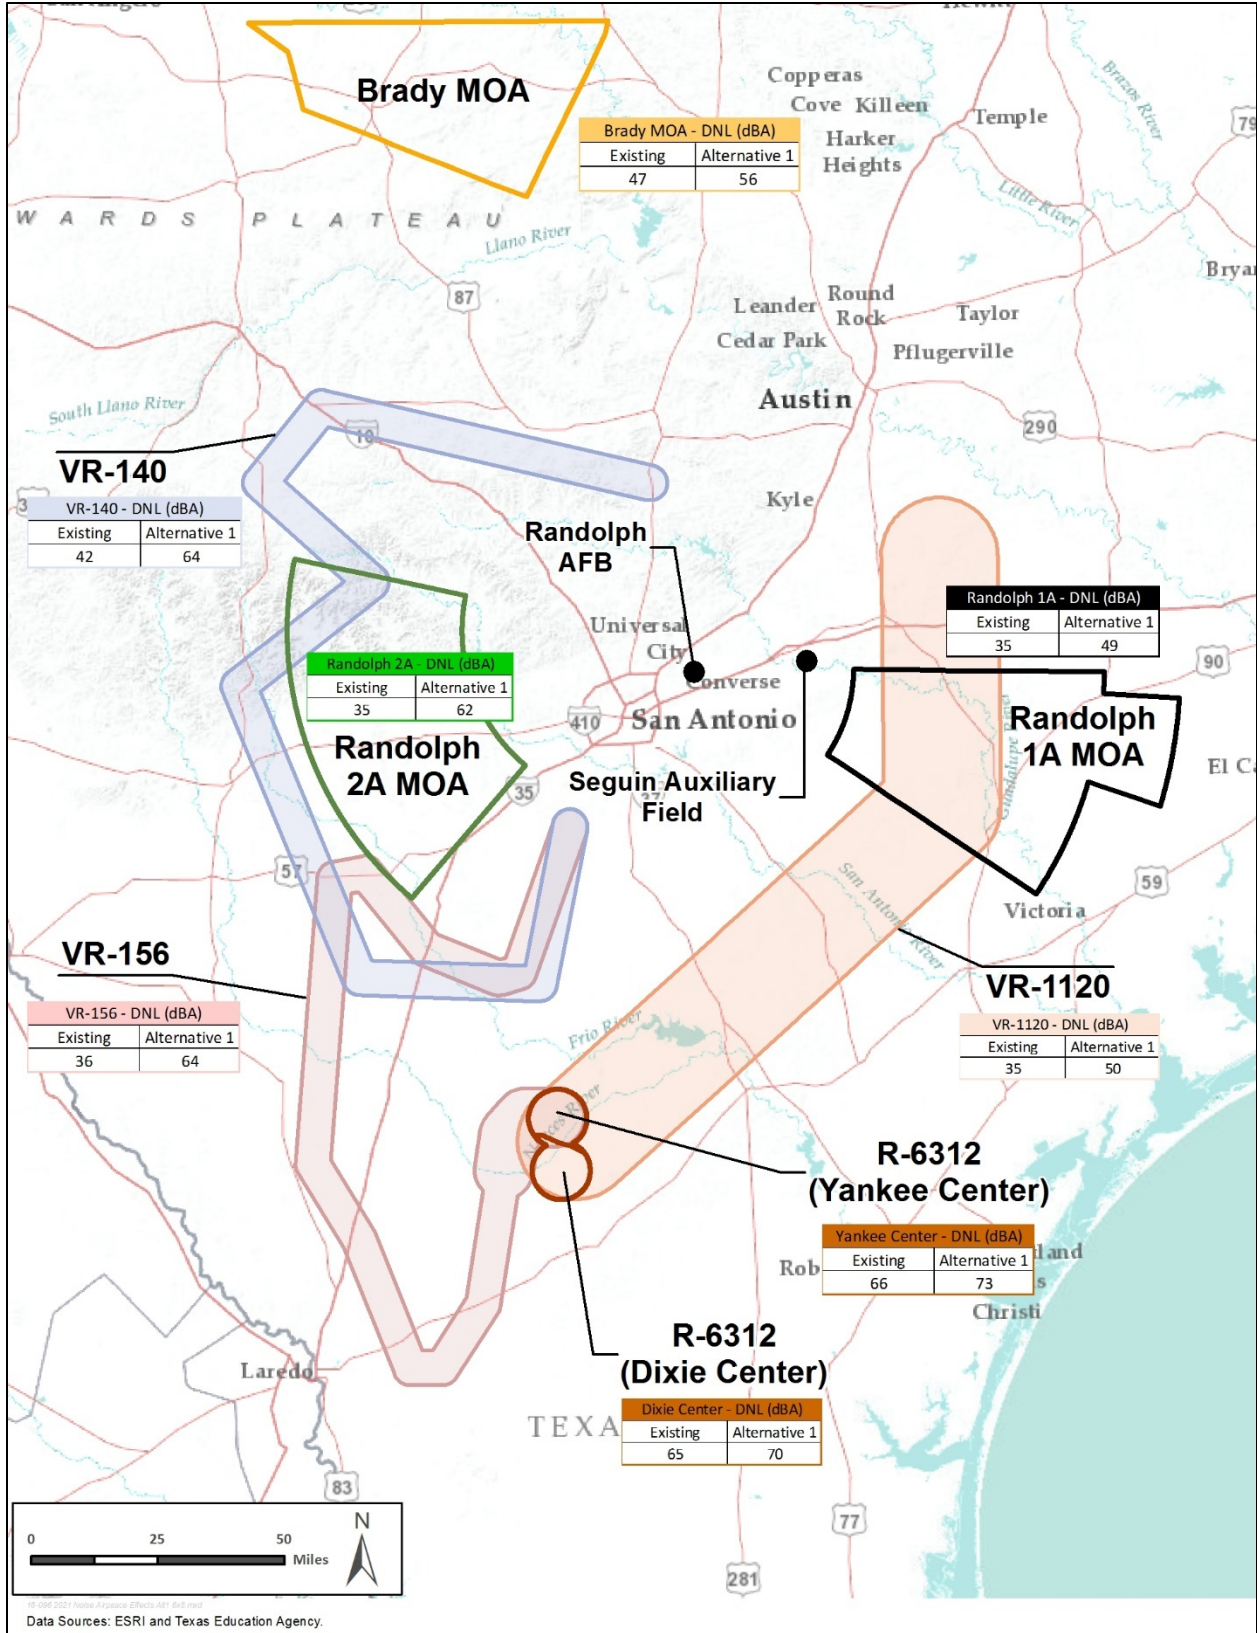 Brady MOA
Copperas
Cove Killeen
Temple
Brazos River
79
Harker
Heights
Brady MOA - DNL (dBA)
Existing Alternative 1
47 56
Little River
W A R D S P L A T E A U
Llano River
87
Leander
Round
Rock
Taylor
Cedar Park
Pflugerville
Austin
South Llano River
10
290
VR-140
VR-140 - DNL (dBA)
Existing Alternative 1
42 64
Kyle
Randolph
AFB
Randolph 1A - DNL (dBA)
Existing Alternative 1
35 49
Universal
City
90
Converse
Randolph 2A - DNL (dBA)
Existing Alternative 1
35 62
410
San Antonio
Randolph
1A MOA
Guadalupe River
Randolph
2A MOA
35
37
Seguin Auxiliary
Field
57
San Antonio River
59
Victoria
VR-156
VR-156 - DNL (dBA)
Existing Alternative 1
36 64
VR-1120
VR-1120 - DNL (dBA)
Existing Alternative 1
35 50
Frio River
Nueces River
R-6312
(Yankee Center)
Yankee Center - DNL (dBA)
Existing Alternative 1
66 73
Rob
land
s
Christi
R-6312
(Dixie Center)
Dixie Center - DNL (dBA)
Existing Alternative 1
65 70
Laredo
TEXA
83
77
281
N
0 25 50
Miles
Data Sources: ESRI and Texas Education Agency.